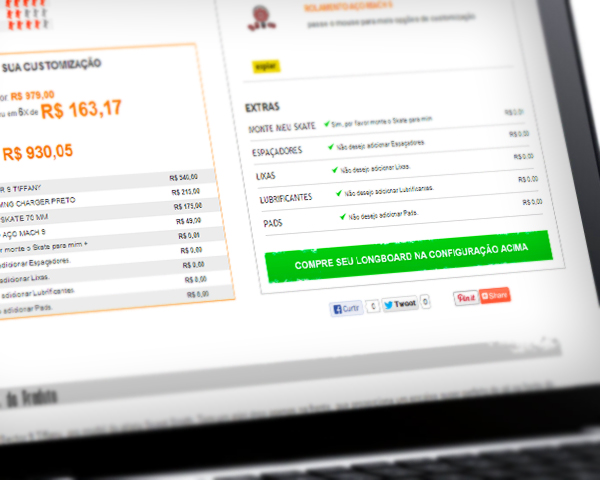 SUA CUSTOMIZAÇÃO
or R$ 979,00
u em 6X de R$ 163,17
R$ 930,05
R 9 TIFFANY R$ 540,00
NG CHARGER PRETO R$ 215,00
SKATE 70 MM R$ 175,00
AÇO MACH 9 R$ 49,00
r monte o Skate para mim * R$ 0,01
adicionar Espaçadores. R$ 0,00
adicionar Lixas. R$ 0,00
adicionar Lubrificantes. R$ 0,00
adicionar Pads. R$ 0,00
ROLAMENTO AÇO MACH 9
passe o mouse para mais opções de customização
EXTRAS
MONTE MEU SKATE Sim, por favor monte o Skate para mim R$ 0,01
ESPAÇADORES Não desejo adicionar Espaçadores R$ 0,00
LIXAS Não desejo adicionar Lixas. R$ 0,00
LUBRIFICANTES Não desejo adicionar Lubrificantes. R$ 0,00
PADS Não desejo adicionar Pads. R$ 0,00
COMPRE SEU LONGBOARD NA CONFIGURAÇÃO ACIMA
Curtir 0 Tweet 0 Pin it Share
do Produto